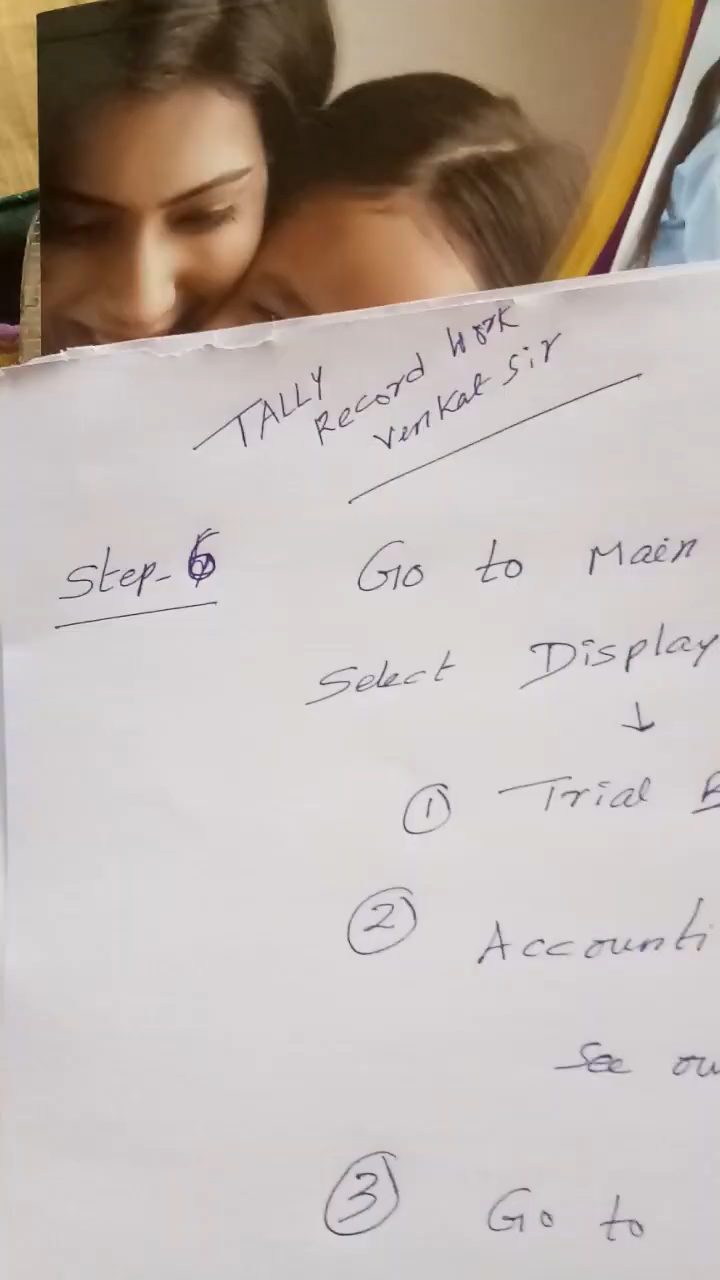 TALLY
Record Work
Venkat Sir
Step-6
Go to Main
Select Display
↓
① Trial B
② Accounti
See ou
③ Go to